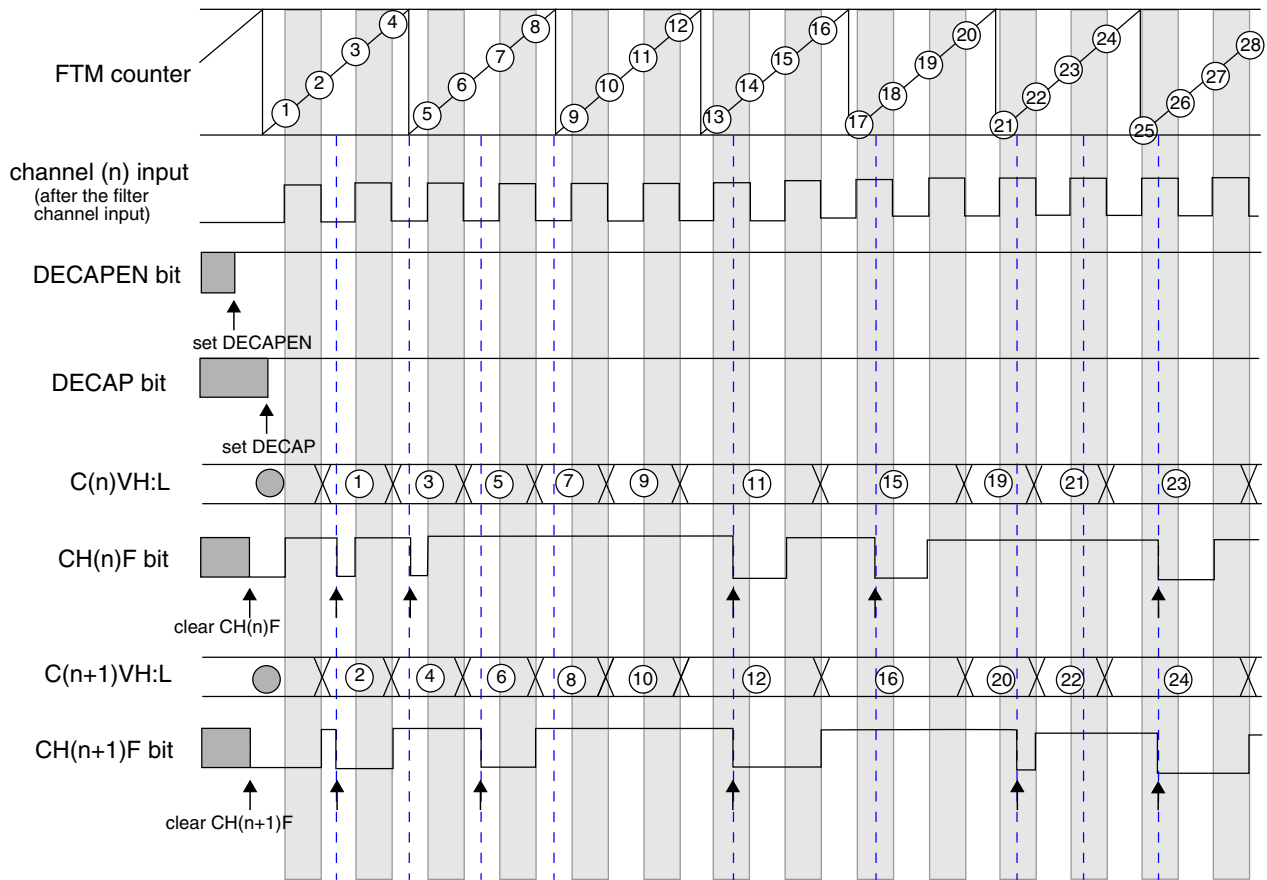 4 8 12 16 20 24 28
3 7 11 15 19 23 27
FTM counter
2 6 10 14 18 22 26
1 5 9 13 17 21 25
channel (n) input
(after the filter
channel input)
DECAPEN bit
set DECAPEN
DECAP bit
set DECAP
C(n)VH:L 1 3 5 7 9 11 15 19 21 23
CH(n)F bit
clear CH(n)F
C(n+1)VH:L 2 4 6 8 10 12 16 20 22 24
CH(n+1)F bit
clear CH(n+1)F